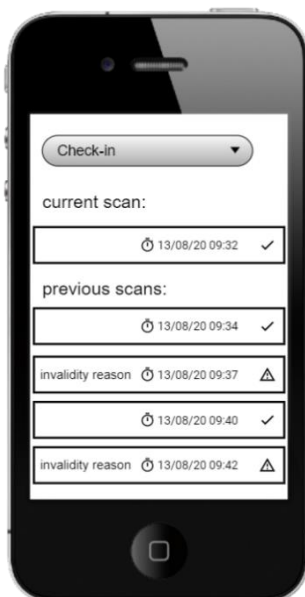 Check-in
current scan:
13/08/20 09:32
previous scans:
13/08/20 09:34
invalidity reason 13/08/20 09:37
13/08/20 09:40
invalidity reason 13/08/20 09:42